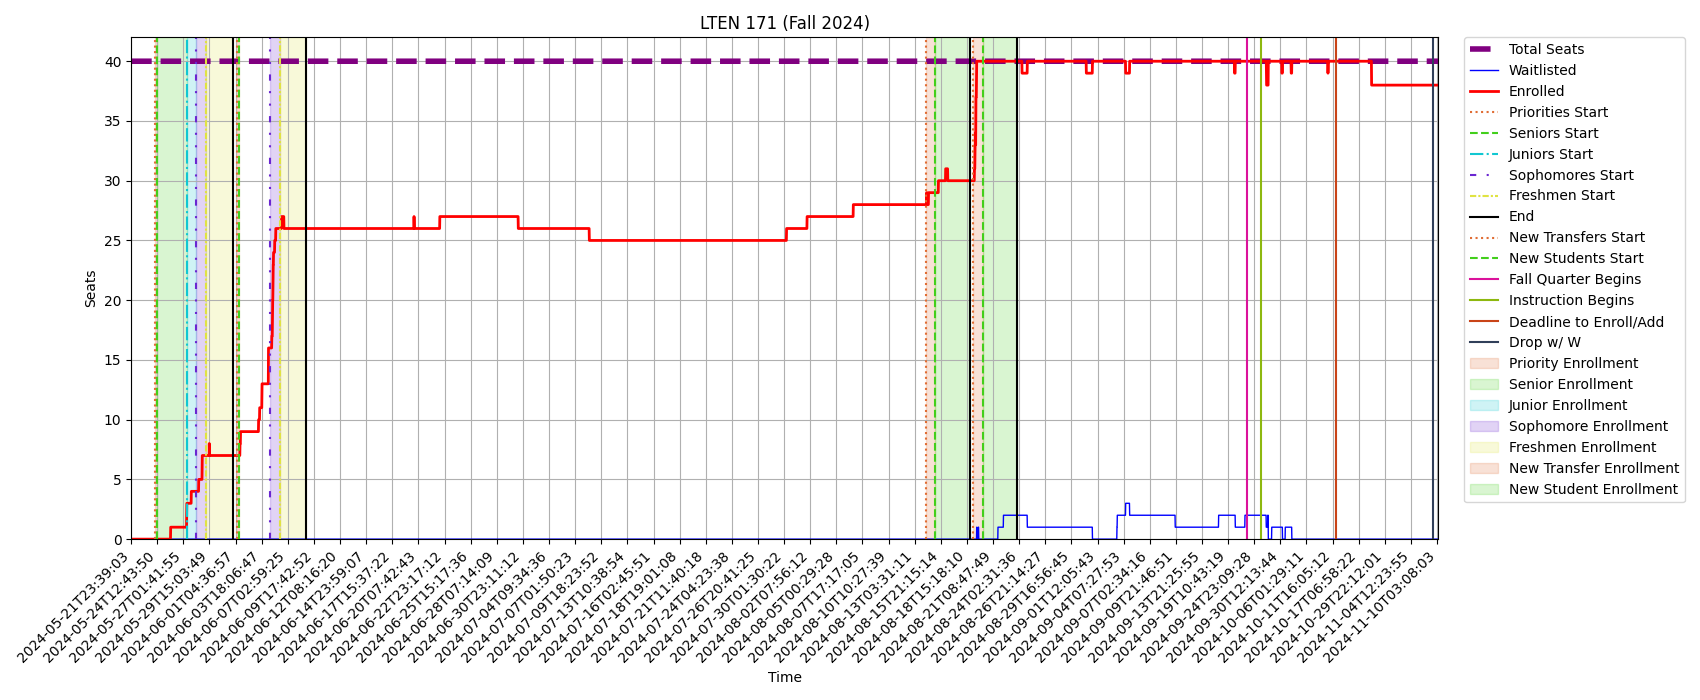 LTEN 171 (Fall 2024)
40
35
30
25
20
15
10
5
0
Seats
2024-05-21T23:39:03
2024-05-24T12:43:50
2024-05-27T01:41:55
2024-05-29T15:03:49
2024-06-01T04:36:57
2024-06-03T18:06:47
2024-06-07T02:59:25
2024-06-09T17:42:52
2024-06-12T08:16:20
2024-06-14T23:59:07
2024-06-17T15:37:22
2024-06-20T07:42:43
2024-06-22T23:17:12
2024-06-25T15:17:36
2024-06-28T07:14:09
2024-06-30T23:11:12
2024-07-04T09:34:36
2024-07-07T01:50:23
2024-07-09T18:23:52
2024-07-13T10:38:54
2024-07-16T02:45:51
2024-07-18T19:01:08
2024-07-21T11:40:18
2024-07-24T04:23:38
2024-07-26T20:41:25
2024-07-30T01:30:22
2024-08-02T07:56:12
2024-08-05T00:29:28
2024-08-07T17:17:05
2024-08-10T10:27:39
2024-08-13T03:31:11
2024-08-15T21:15:14
2024-08-18T15:18:10
2024-08-21T08:47:49
2024-08-24T02:31:36
2024-08-26T21:14:27
2024-08-29T16:56:45
2024-09-01T12:05:43
2024-09-04T07:27:53
2024-09-07T02:34:16
2024-09-09T21:46:51
2024-09-13T21:25:55
2024-09-19T10:43:19
2024-09-24T23:09:28
2024-09-30T12:13:44
2024-10-06T01:29:11
2024-10-11T16:05:12
2024-10-17T06:58:22
2024-10-29T22:12:01
2024-11-04T12:23:55
2024-11-10T03:08:03
Time
Total Seats
Waitlisted
Enrolled
Priorities Start
Seniors Start
Juniors Start
Sophomores Start
Freshmen Start
End
New Transfers Start
New Students Start
Fall Quarter Begins
Instruction Begins
Deadline to Enroll/Add
Drop w/ W
Priority Enrollment
Senior Enrollment
Junior Enrollment
Sophomore Enrollment
Freshmen Enrollment
New Transfer Enrollment
New Student Enrollment